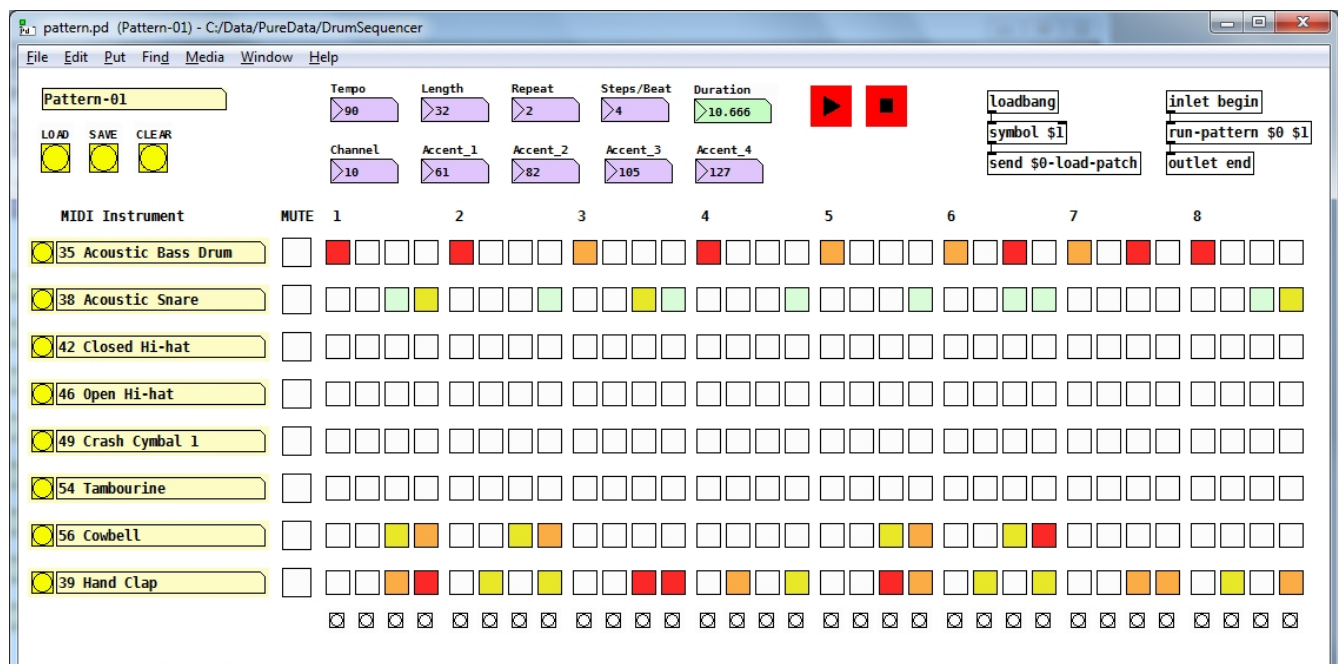 pattern.pd (Pattern-01) - C:/Data/PureData/DrumSequencer
File Edit Put Find Media Window Help
Pattern-01
LOAD SAVE CLEAR
Tempo Length Repeat Steps/Beat Duration
90 32 2 4 10.666
Channel Accent_1 Accent_2 Accent_3 Accent_4
10 61 82 105 127
loadbang
symbol $1
send $0-load-patch
inlet begin
run-pattern $0 $1
outlet end
MIDI Instrument MUTE 1 2 3 4 5 6 7 8
35 Acoustic Bass Drum
38 Acoustic Snare
42 Closed Hi-hat
46 Open Hi-hat
49 Crash Cymbal 1
54 Tambourine
56 Cowbell
39 Hand Clap